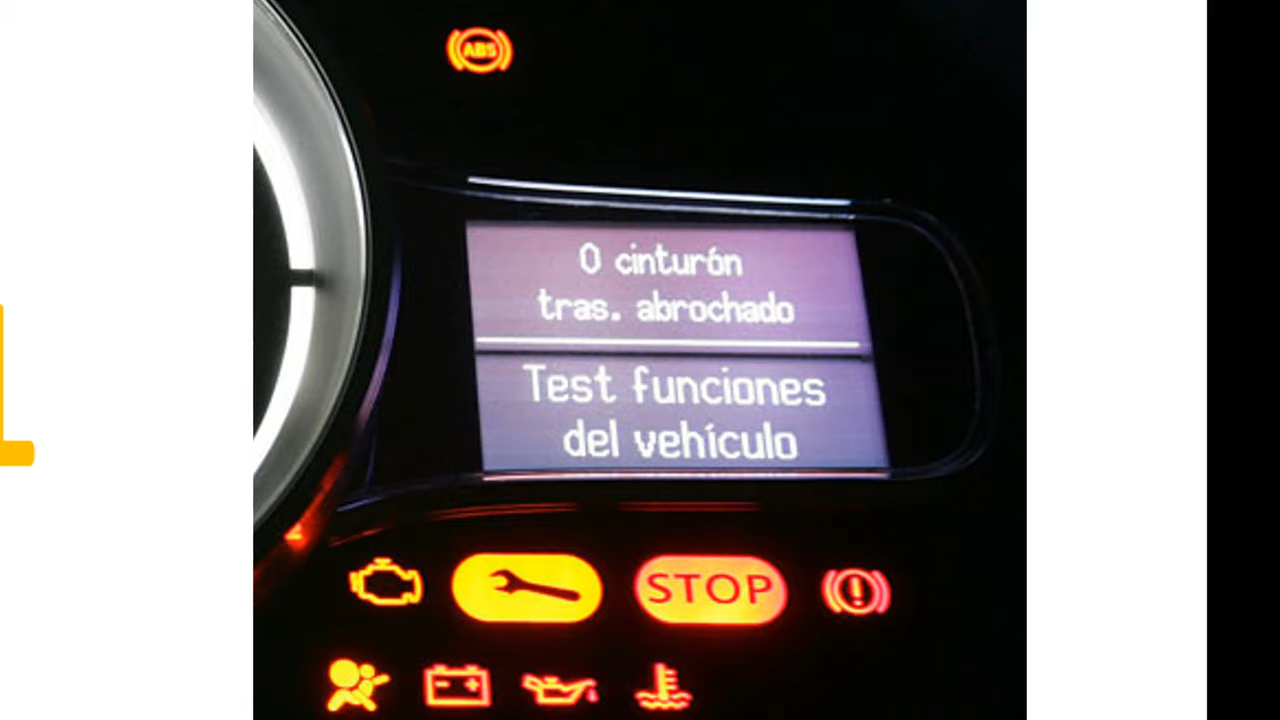 ABS
0 cinturón
tras. abrochado
Test funciones
del vehículo
STOP